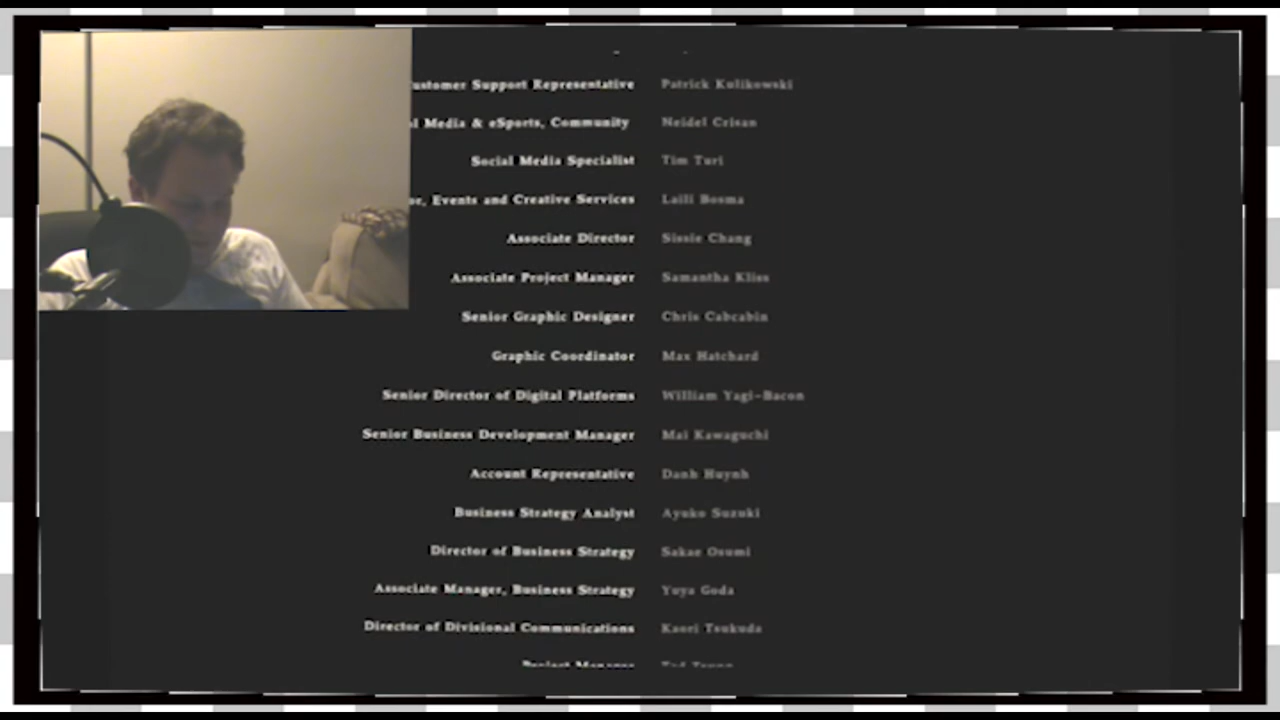 ustomer Support Representative Patrick Kulikowski
l Media & eSports, Community Neidel Crisan
Social Media Specialist Tim Turi
or, Events and Creative Services Laili Bosma
Associate Director Sissie Chang
Associate Project Manager Samantha Kliss
Senior Graphic Designer Chris Cabcabin
Graphic Coordinator Max Hatchard
Senior Director of Digital Platforms William Yagi-Bacon
Senior Business Development Manager Mai Kawaguchi
Account Representative Danh Huynh
Business Strategy Analyst Ayuko Suzuki
Director of Business Strategy Sakae Osumi
Associate Manager, Business Strategy Yuya Goda
Director of Divisional Communications Kaori Tsukuda
Project Manager